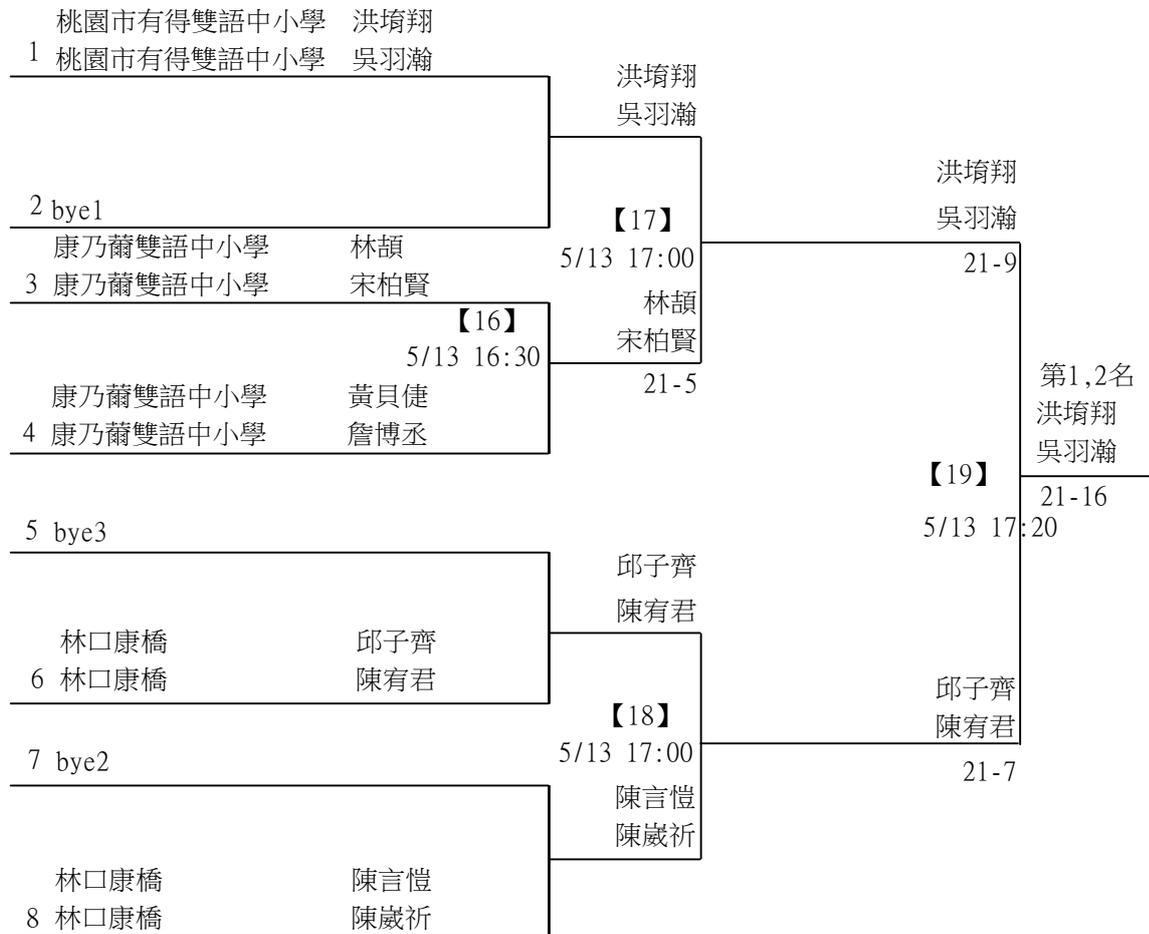 桃園市有得雙語中小學 洪堉翔
1 桃園市有得雙語中小學 吳羽瀚
洪堉翔
吳羽瀚
洪堉翔
吳羽瀚
2 bye1
【17】
5/13 17:00
21-9
康乃薾雙語中小學 林頡
3 康乃薾雙語中小學 宋柏賢
林頡
宋柏賢
【16】
5/13 16:30
21-5
康乃薾雙語中小學 黃貝倢
4 康乃薾雙語中小學 詹博丞
第1,2名
洪堉翔
吳羽瀚
【19】
21-16
5/13 17:20
5 bye3
邱子齊
陳宥君
林口康橋 邱子齊
6 林口康橋 陳宥君
邱子齊
陳宥君
【18】
5/13 17:00
21-7
7 bye2
陳言愷
陳崴祈
林口康橋 陳言愷
8 林口康橋 陳崴祈